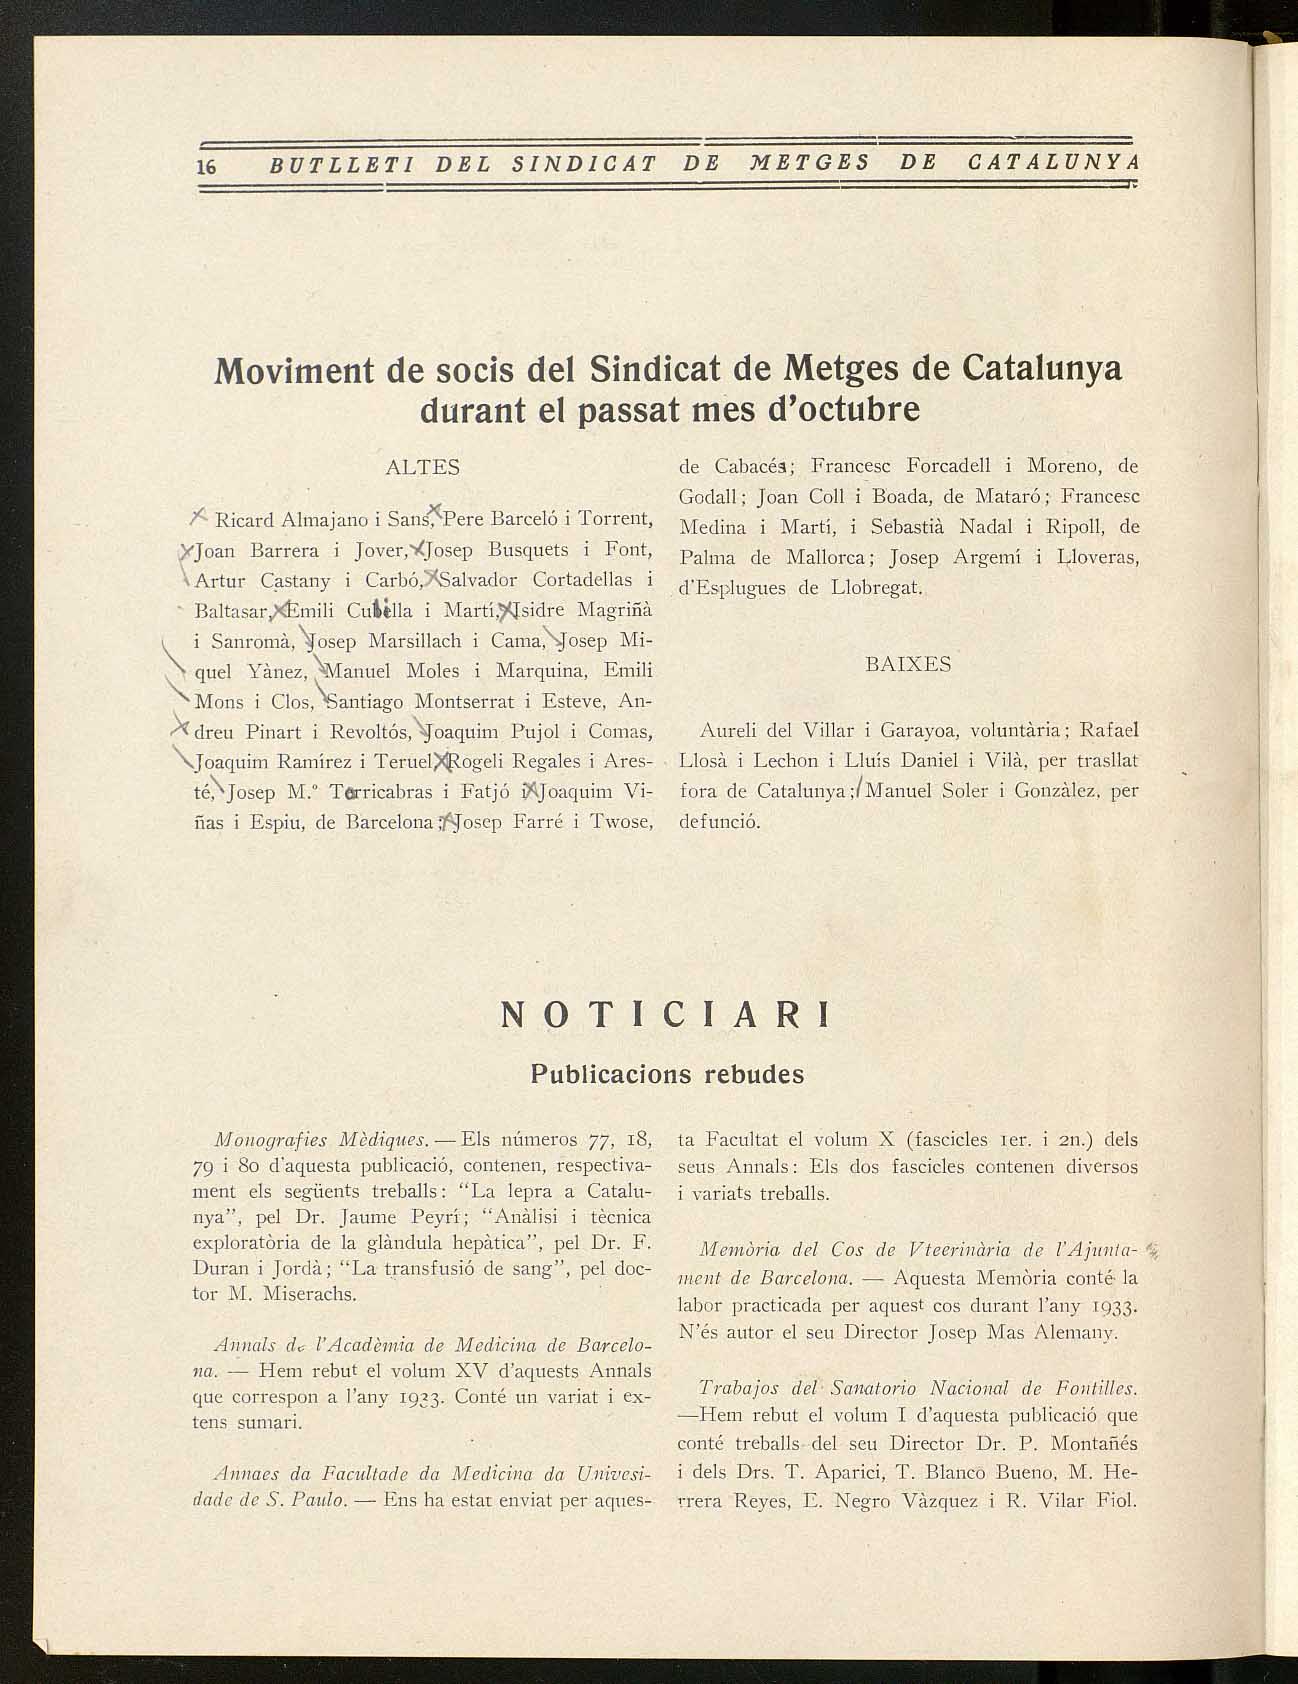 16 BUTLLETI DEL SINDICAT DE METGES DE CATALUNYA
Moviment de socis del Sindicat de Metges de Catalunya
durant el passat mes d'octubre
ALTES
Ricard Almajano i Sans, Pere Barceló i Torrent,
Joan Barrera i Jover, Josep Busquets i Font,
Artur Castany i Carbó, Salvador Cortadellas i
Baltasar, Emili Cubella i Martí, Isidre Magriñà
i Sanromà, Josep Marsillach i Cama, Josep Mi-
quel Yànez, Manuel Moles i Marquina, Emili
Mons i Clos, Santiago Montserrat i Esteve, An-
dreu Pinart i Revoltós, Joaquim Pujol i Comas,
Joaquim Ramírez i Teruel, Rogeli Regales i Ares-
té, Josep M.ª Torricabras i Fatjó i Joaquim Vi-
ñas i Espiu, de Barcelona; Josep Farré i Twose,
de Cabacés; Francesc Forcadell i Moreno, de
Godall; Joan Coll i Boada, de Mataró; Francesc
Medina i Martí, i Sebastià Nadal i Ripoll, de
Palma de Mallorca; Josep Argemí i Lloveras,
d'Esplugues de Llobregat.
BAIXES
Aureli del Villar i Garayoa, voluntària; Rafael
Llosà i Lechon i Lluís Daniel i Vilà, per trasllat
fora de Catalunya; Manuel Soler i Gonzàlez, per
defunció.
NOTICIARI
Publicacions rebudes
Monografies Mèdiques. — Els números 77, 18,
79 i 80 d'aquesta publicació, contenen, respectiva-
ment els següents treballs: “La lepra a Catalu-
nya”, pel Dr. Jaume Peyrí; “Anàlisi i tècnica
exploratòria de la glàndula hepàtica”, pel Dr. F.
Duran i Jordà; “La transfusió de sang”, pel doc-
tor M. Miserachs.
Annals de l'Acadèmia de Medicina de Barcelo-
na. — Hem rebut el volum XV d'aquests Annals
que correspon a l'any 1933. Conté un variat i ex-
tens sumari.
Annaes da Facultade da Medicina da Univesi-
dade de S. Paulo. — Ens ha estat enviat per aques-
ta Facultat el volum X (fascicles 1er. i 2n.) dels
seus Annals: Els dos fascicles contenen diversos
i variats treballs.
Memòria del Cos de Vteerinària de l'Ajunta-
ment de Barcelona. — Aquesta Memòria conté la
labor practicada per aquest cos durant l'any 1933.
N'és autor el seu Director Josep Mas Alemany.
Trabajos del Sanatorio Nacional de Fontilles.
—Hem rebut el volum I d'aquesta publicació que
conté treballs del seu Director Dr. P. Montañés
i dels Drs. T. Aparici, T. Blanco Bueno, M. He-
rrera Reyes, E. Negro Vàzquez i R. Vilar Fiol.